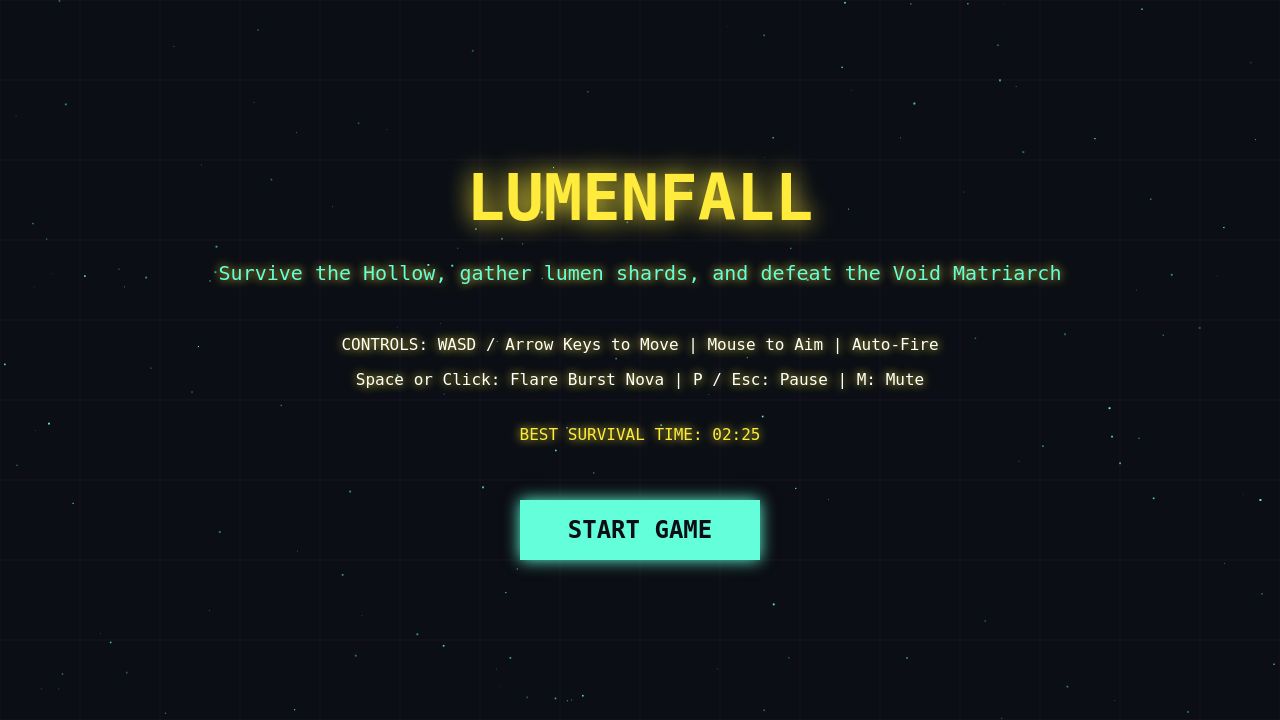 LUMENFALL
Survive the Hollow, gather lumen shards, and defeat the Void Matriarch
CONTROLS: WASD / Arrow Keys to Move | Mouse to Aim | Auto-Fire
Space or Click: Flare Burst Nova | P / Esc: Pause | M: Mute
BEST SURVIVAL TIME: 02:25
START GAME